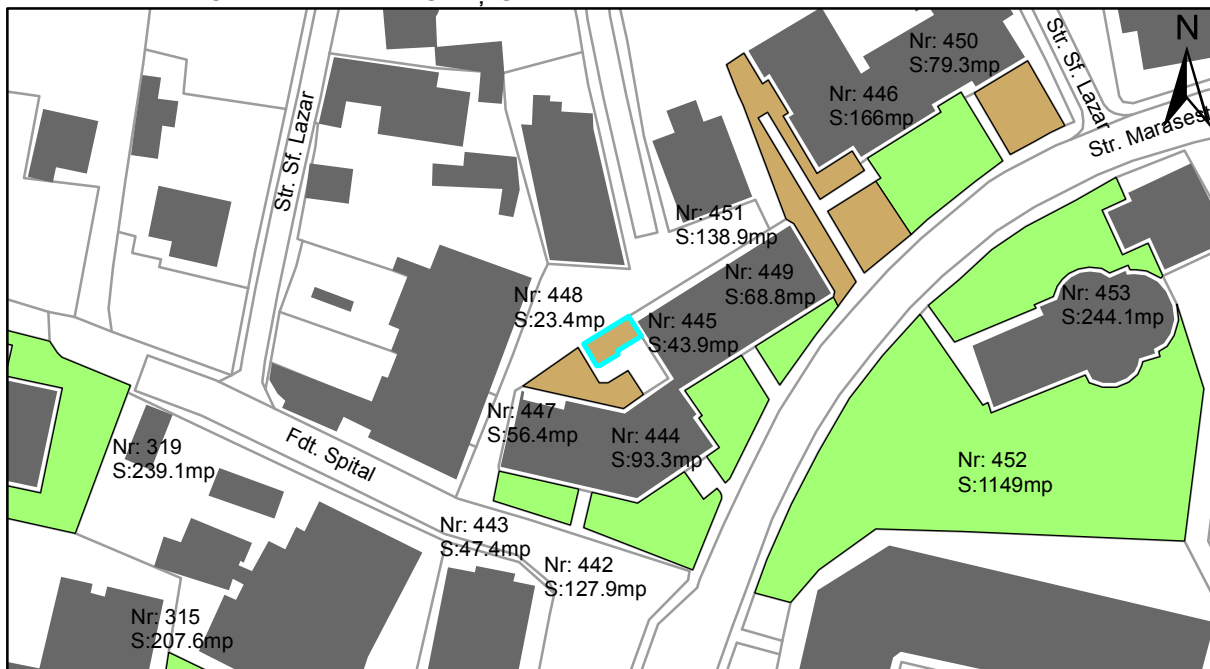 N
Nr: 450
S:79.3mp
Str. Sf. Lazar
Nr: 446
S:166mp
Str. Sf. Lazar
Nr: 451
S:138.9mp
Nr: 449
S:68.8mp
Nr: 448
S:23.4mp
Nr: 445
S:43.9mp
Nr: 453
S:244.1mp
Nr: 447
S:56.4mp
Nr: 444
S:93.3mp
Nr: 319
S:239.1mp
Fdt. Spital
Nr: 452
S:1149mp
Nr: 443
S:47.4mp
Nr: 442
S:127.9mp
Nr: 315
S:207.6mp